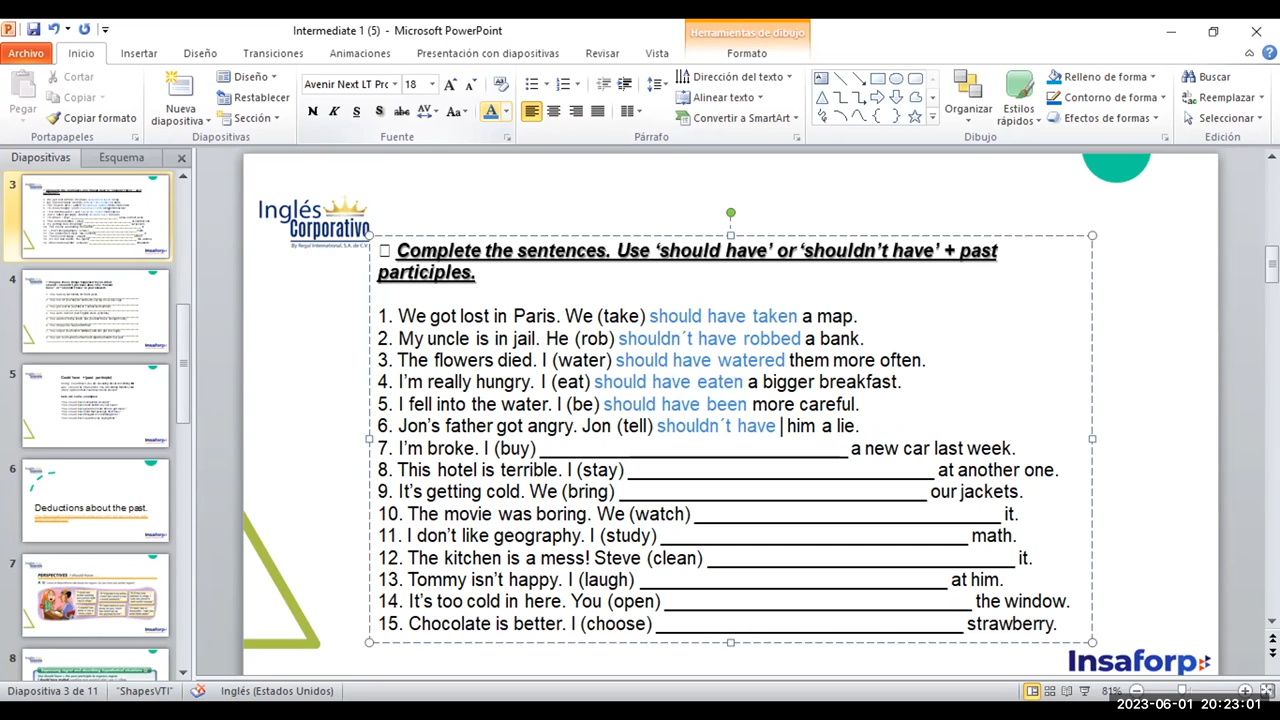 Intermediate 1 (5) - Microsoft PowerPoint
Herramientas de dibujo
Archivo Inicio Insertar Diseño Transiciones Animaciones Presentación con diapositivas Revisar Vista Formato
Pegar
Cortar
Copiar
Copiar formato
Portapapeles
Nueva diapositiva
Diseño
Restablecer
Sección
Diapositivas
Avenir Next LT Prc 18
Fuente
Párrafo
Dirección del texto
Alinear texto
Convertir a SmartArt
Organizar
Estilos rápidos
Relleno de forma
Contorno de forma
Efectos de formas
Dibujo
Buscar
Reemplazar
Seleccionar
Edición
Diapositivas Esquema
3
4
5
6
Deductions about the past.
7
8
Inglés
Corporativo
By Regal International, S.A. de C.V
Complete the sentences. Use ‘should have’ or ‘shouldn’t have’ + past
participles.
1. We got lost in Paris. We (take) should have taken a map.
2. My uncle is in jail. He (rob) shouldn´t have robbed a bank.
3. The flowers died. I (water) should have watered them more often.
4. I’m really hungry. I (eat) should have eaten a bigger breakfast.
5. I fell into the water. I (be) should have been more careful.
6. Jon’s father got angry. Jon (tell) shouldn´t have him a lie.
7. I’m broke. I (buy) ____ a new car last week.
8. This hotel is terrible. I (stay) ____ at another one.
9. It’s getting cold. We (bring) ____ our jackets.
10. The movie was boring. We (watch) ____ it.
11. I don’t like geography. I (study) ____ math.
12. The kitchen is a mess! Steve (clean) ____ it.
13. Tommy isn’t happy. I (laugh) ____ at him.
14. It’s too cold in here. You (open) ____ the window.
15. Chocolate is better. I (choose) ____ strawberry.
Insaforp
Diapositiva 3 de 11 "ShapesVTI" Inglés (Estados Unidos) 81%
2023-06-01 20:23:01